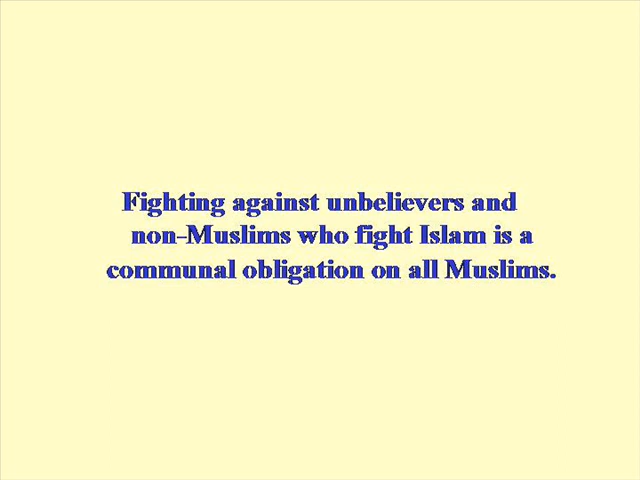 Fighting against unbelievers and
non-Muslims who fight Islam is a
communal obligation on all Muslims.